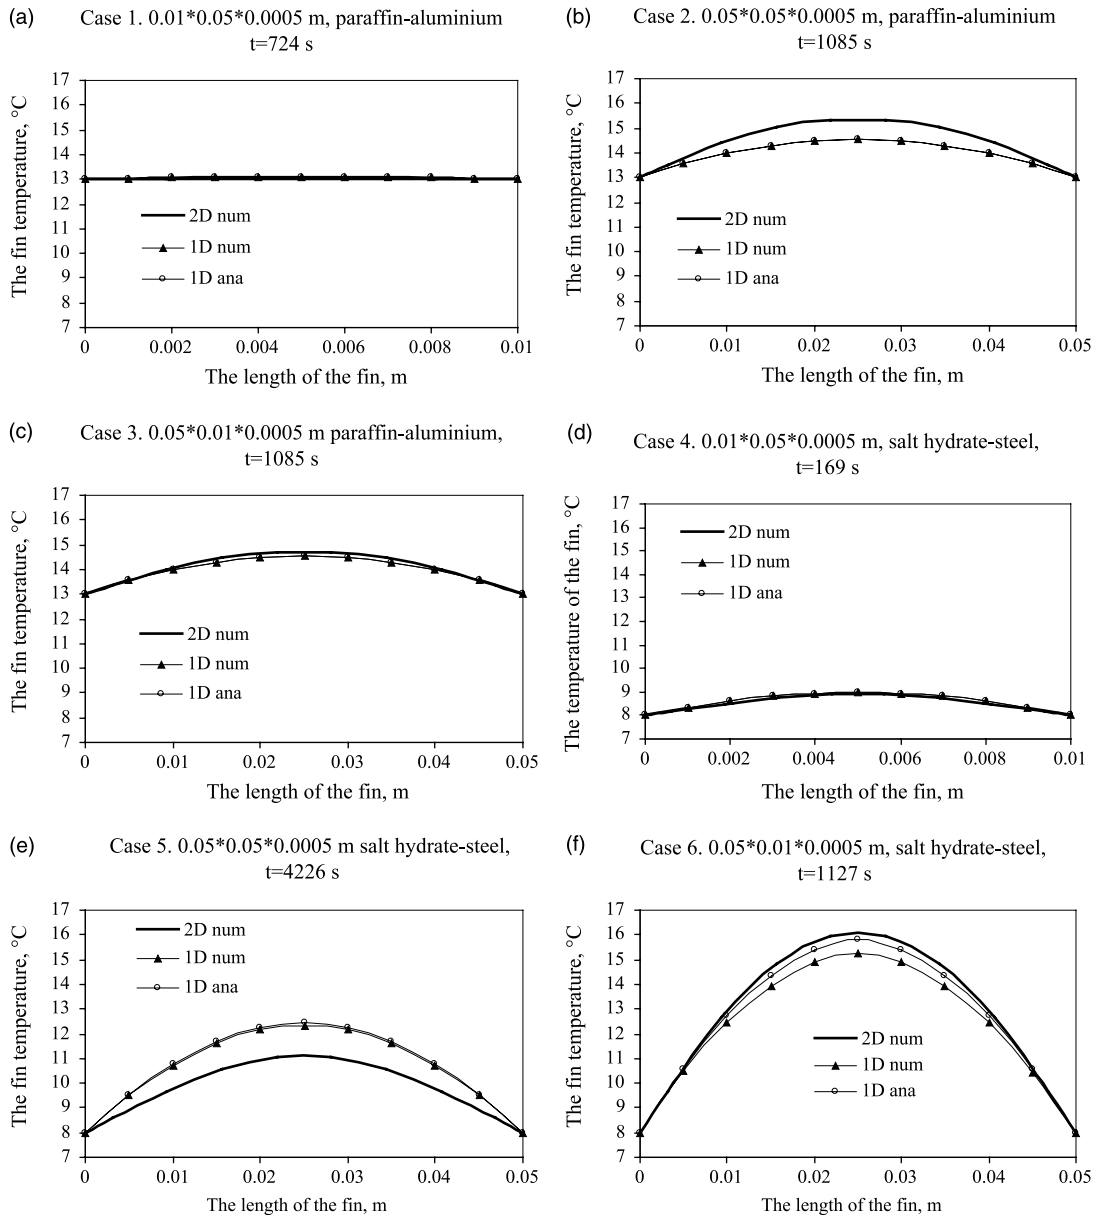 (a)
Case 1. 0.01*0.05*0.0005 m, paraffin-aluminium
t=724 s
The fin temperature, °C
17
16
15
14
13
12
11
10
9
8
7
2D num
1D num
1D ana
0 0.002 0.004 0.006 0.008 0.01
The length of the fin, m
(b)
Case 2. 0.05*0.05*0.0005 m, paraffin-aluminium
t=1085 s
The fin temperature, °C
17
16
15
14
13
12
11
10
9
8
7
2D num
1D num
1D ana
0 0.01 0.02 0.03 0.04 0.05
The length of the fin, m
(c)
Case 3. 0.05*0.01*0.0005 m paraffin-aluminium,
t=1085 s
The fin temperature, °C
17
16
15
14
13
12
11
10
9
8
7
2D num
1D num
1D ana
0 0.01 0.02 0.03 0.04 0.05
The length of the fin, m
(d)
Case 4. 0.01*0.05*0.0005 m, salt hydrate-steel,
t=169 s
The temperature of the fin, °C
17
16
15
14
13
12
11
10
9
8
7
2D num
1D num
1D ana
0 0.002 0.004 0.006 0.008 0.01
The length of the fin, m
(e)
Case 5. 0.05*0.05*0.0005 m salt hydrate-steel,
t=4226 s
The fin temperature, °C
17
16
15
14
13
12
11
10
9
8
7
2D num
1D num
1D ana
0 0.01 0.02 0.03 0.04 0.05
The length of the fin, m
(f)
Case 6. 0.05*0.01*0.0005 m, salt hydrate-steel,
t=1127 s
The fin temperature, °C
17
16
15
14
13
12
11
10
9
8
7
2D num
1D num
1D ana
0 0.01 0.02 0.03 0.04 0.05
The length of the fin, m